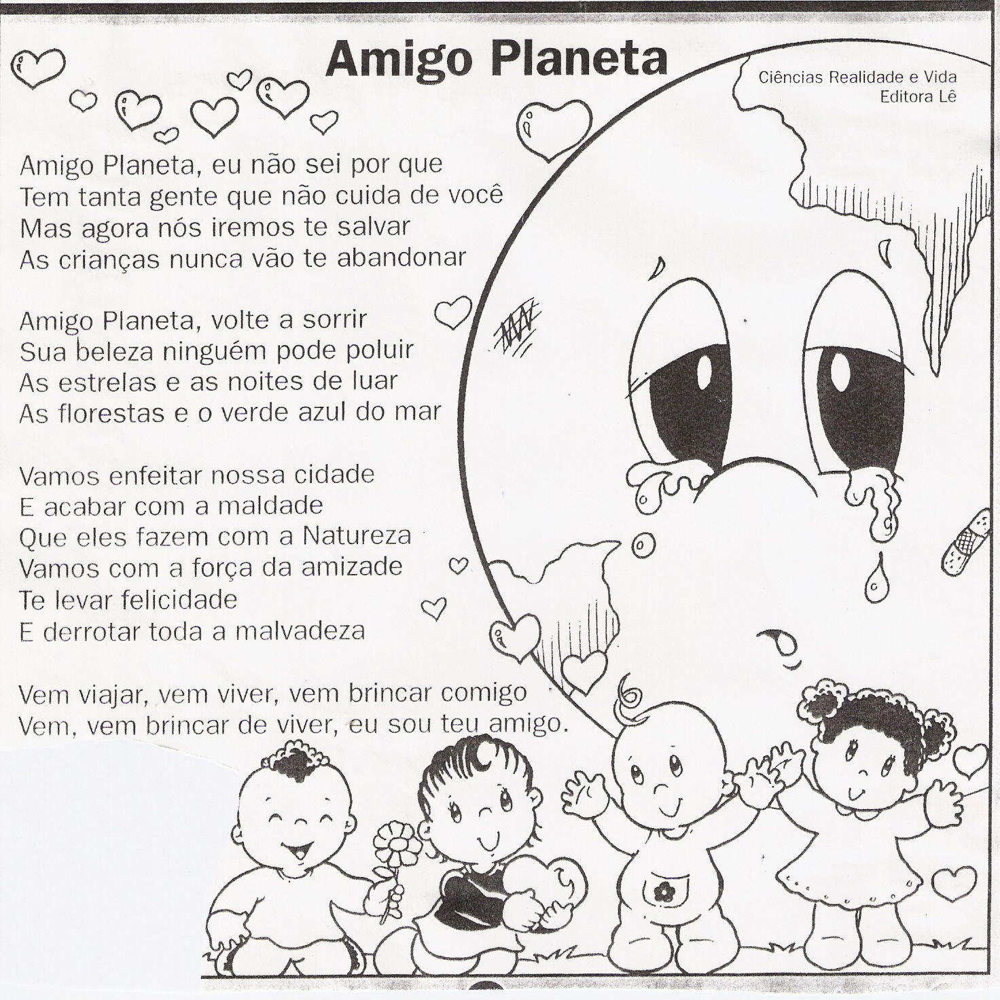 Amigo Planeta
Ciências Realidade e Vida
Editora Lê
Amigo Planeta, eu não sei por que
Tem tanta gente que não cuida de você
Mas agora nós iremos te salvar
As crianças nunca vão te abandonar
Amigo Planeta, volte a sorrir
Sua beleza ninguém pode poluir
As estrelas e as noites de luar
As florestas e o verde azul do mar
Vamos enfeitar nossa cidade
E acabar com a maldade
Que eles fazem com a Natureza
Vamos com a força da amizade
Te levar felicidade
E derrotar toda a malvadeza
Vem viajar, vem viver, vem brincar comigo
Vem, vem brincar de viver, eu sou teu amigo.